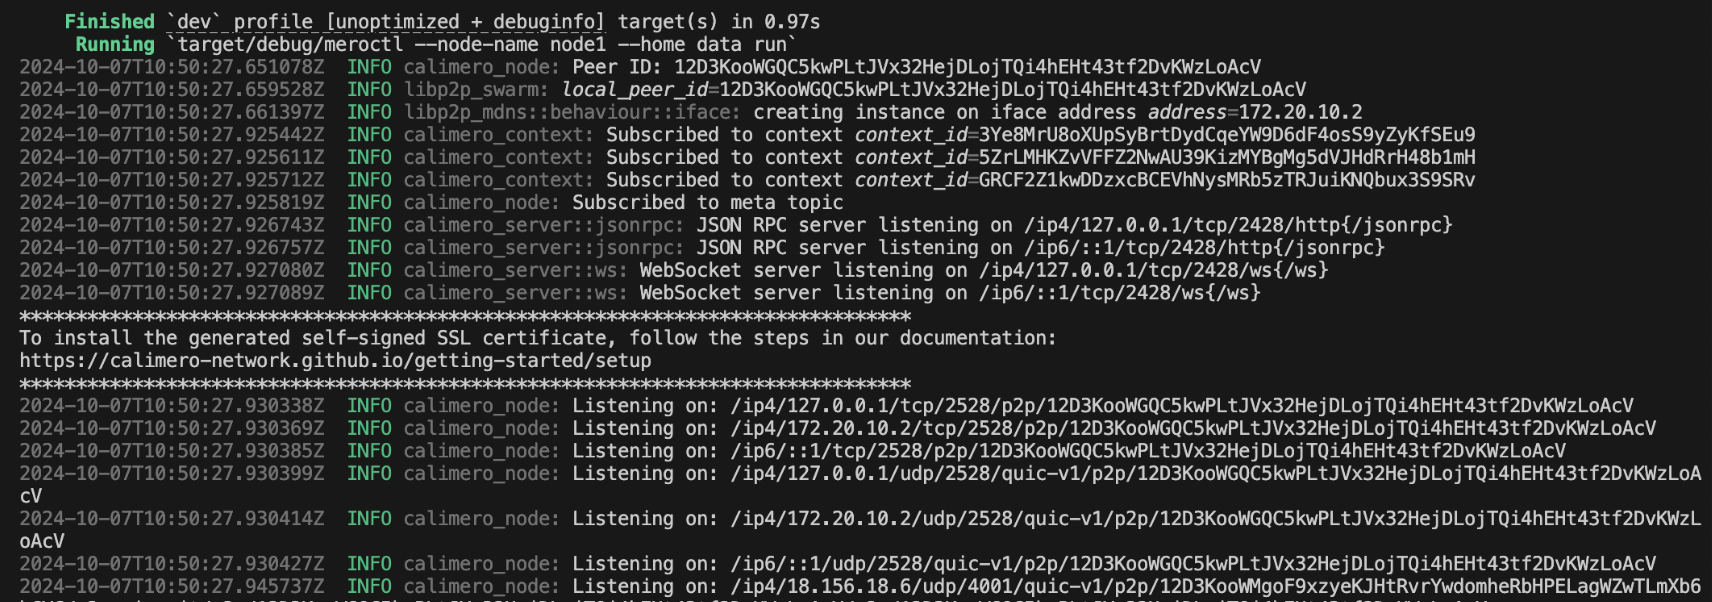 Finished `dev` profile [unoptimized + debuginfo] target(s) in 0.97s
Running `target/debug/meroctl --node-name node1 --home data run`
2024-10-07T10:50:27.651078Z INFO calimero_node: Peer ID: 12D3KooWGQC5kwPLtJVx32HejDLojTQi4hEHt43tf2DvKWzLoAcV
2024-10-07T10:50:27.659528Z INFO libp2p_swarm: local_peer_id=12D3KooWGQC5kwPLtJVx32HejDLojTQi4hEHt43tf2DvKWzLoAcV
2024-10-07T10:50:27.661397Z INFO libp2p_mdns::behaviour::iface: creating instance on iface address address=172.20.10.2
2024-10-07T10:50:27.925442Z INFO calimero_context: Subscribed to context context_id=3Ye8MrU8oXUpSyBrtDydCqeYW9D6dF4osS9yZyKfSEu9
2024-10-07T10:50:27.925611Z INFO calimero_context: Subscribed to context context_id=5ZrLMHKZvVFFZ2NwAU39KizMYBgMg5dVJHdRrH48b1mH
2024-10-07T10:50:27.925712Z INFO calimero_context: Subscribed to context context_id=GRCF2Z1kwDDzxcBCEVhNysMRb5zTRJuiKNQbux3S9SRv
2024-10-07T10:50:27.925819Z INFO calimero_node: Subscribed to meta topic
2024-10-07T10:50:27.926743Z INFO calimero_server::jsonrpc: JSON RPC server listening on /ip4/127.0.0.1/tcp/2428/http{/jsonrpc}
2024-10-07T10:50:27.926757Z INFO calimero_server::jsonrpc: JSON RPC server listening on /ip6/::1/tcp/2428/http{/jsonrpc}
2024-10-07T10:50:27.927080Z INFO calimero_server::ws: WebSocket server listening on /ip4/127.0.0.1/tcp/2428/ws{/ws}
2024-10-07T10:50:27.927089Z INFO calimero_server::ws: WebSocket server listening on /ip6/::1/tcp/2428/ws{/ws}
*******************************************************************************
To install the generated self-signed SSL certificate, follow the steps in our documentation:
https://calimero-network.github.io/getting-started/setup
*******************************************************************************
2024-10-07T10:50:27.930338Z INFO calimero_node: Listening on: /ip4/127.0.0.1/tcp/2528/p2p/12D3KooWGQC5kwPLtJVx32HejDLojTQi4hEHt43tf2DvKWzLoAcV
2024-10-07T10:50:27.930369Z INFO calimero_node: Listening on: /ip4/172.20.10.2/tcp/2528/p2p/12D3KooWGQC5kwPLtJVx32HejDLojTQi4hEHt43tf2DvKWzLoAcV
2024-10-07T10:50:27.930385Z INFO calimero_node: Listening on: /ip6/::1/tcp/2528/p2p/12D3KooWGQC5kwPLtJVx32HejDLojTQi4hEHt43tf2DvKWzLoAcV
2024-10-07T10:50:27.930399Z INFO calimero_node: Listening on: /ip4/127.0.0.1/udp/2528/quic-v1/p2p/12D3KooWGQC5kwPLtJVx32HejDLojTQi4hEHt43tf2DvKWzLoA
cV
2024-10-07T10:50:27.930414Z INFO calimero_node: Listening on: /ip4/172.20.10.2/udp/2528/quic-v1/p2p/12D3KooWGQC5kwPLtJVx32HejDLojTQi4hEHt43tf2DvKWzL
oAcV
2024-10-07T10:50:27.930427Z INFO calimero_node: Listening on: /ip6/::1/udp/2528/quic-v1/p2p/12D3KooWGQC5kwPLtJVx32HejDLojTQi4hEHt43tf2DvKWzLoAcV
2024-10-07T10:50:27.945737Z INFO calimero_node: Listening on: /ip4/18.156.18.6/udp/4001/quic-v1/p2p/12D3KooWMgoF9xzyeKJHtRvrYwdomheRbHPELagWZwTLmXb6